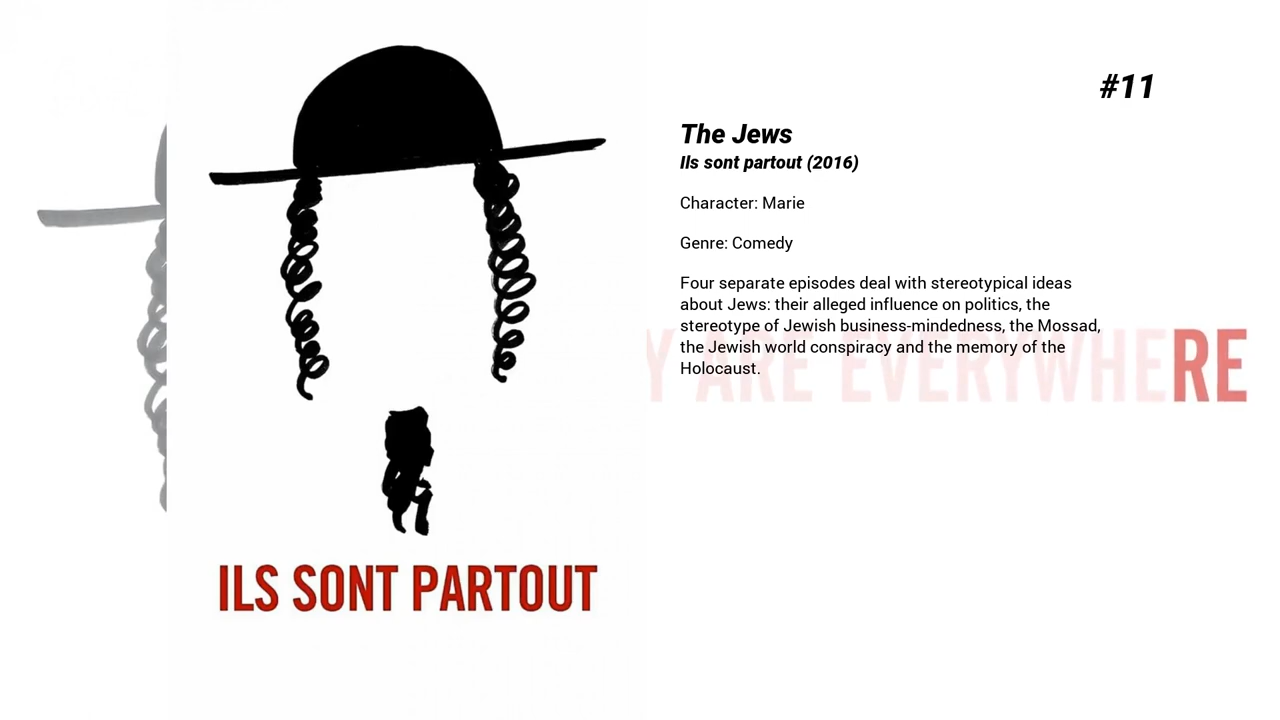 #11
The Jews
Ils sont partout (2016)
Character: Marie
Genre: Comedy
Four separate episodes deal with stereotypical ideas
about Jews: their alleged influence on politics, the
stereotype of Jewish business-mindedness, the Mossad,
the Jewish world conspiracy and the memory of the
Holocaust.
Y ARE EVERYWHERE
ILS SONT PARTOUT